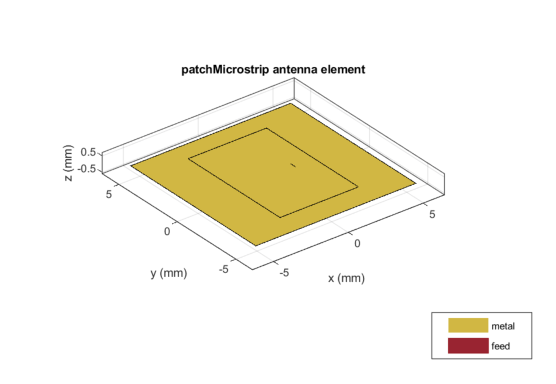 patchMicrostrip antenna element
0.5
-0.5
z (mm)
5
0
-5
y (mm)
-5
0
5
x (mm)
metal
feed